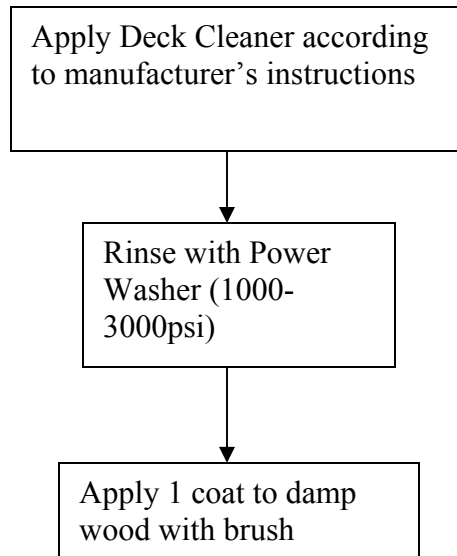 Apply Deck Cleaner according
to manufacturer’s instructions
Rinse with Power
Washer (1000-
3000psi)
Apply 1 coat to damp
wood with brush